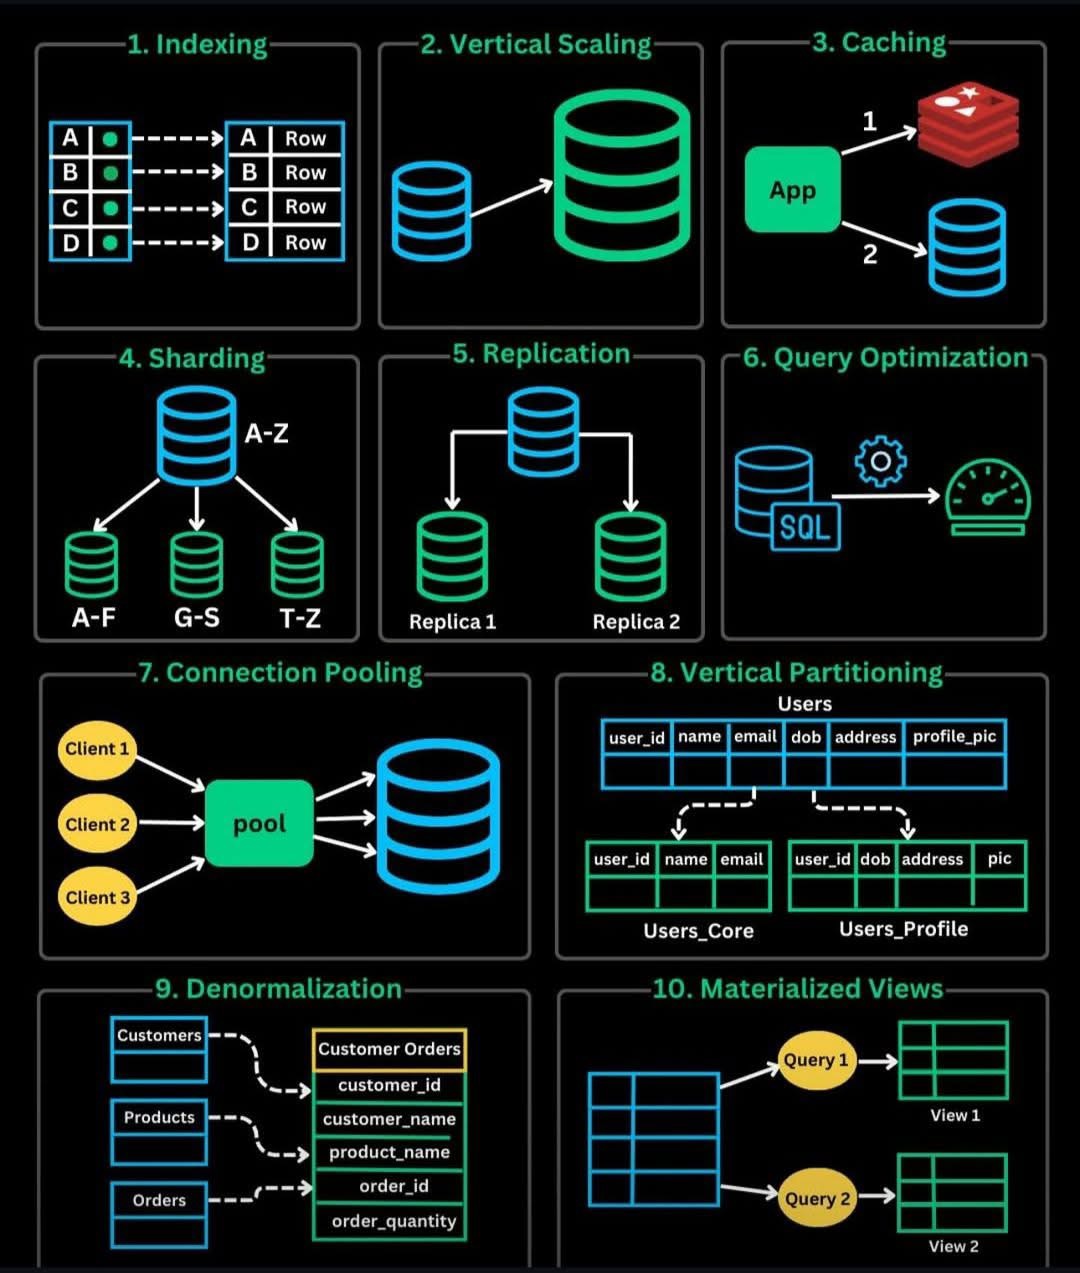 1. Indexing
A A Row
B B Row
C C Row
D D Row
2. Vertical Scaling
3. Caching
1
App
2
4. Sharding
A-Z
A-F G-S T-Z
5. Replication
Replica 1 Replica 2
6. Query Optimization
SQL
7. Connection Pooling
Client 1
Client 2
Client 3
pool
8. Vertical Partitioning
Users
user_id name email dob address profile_pic
user_id name email
Users_Core
user_id dob address pic
Users_Profile
9. Denormalization
Customers
Products
Orders
Customer Orders
customer_id
customer_name
product_name
order_id
order_quantity
10. Materialized Views
Query 1
View 1
Query 2
View 2